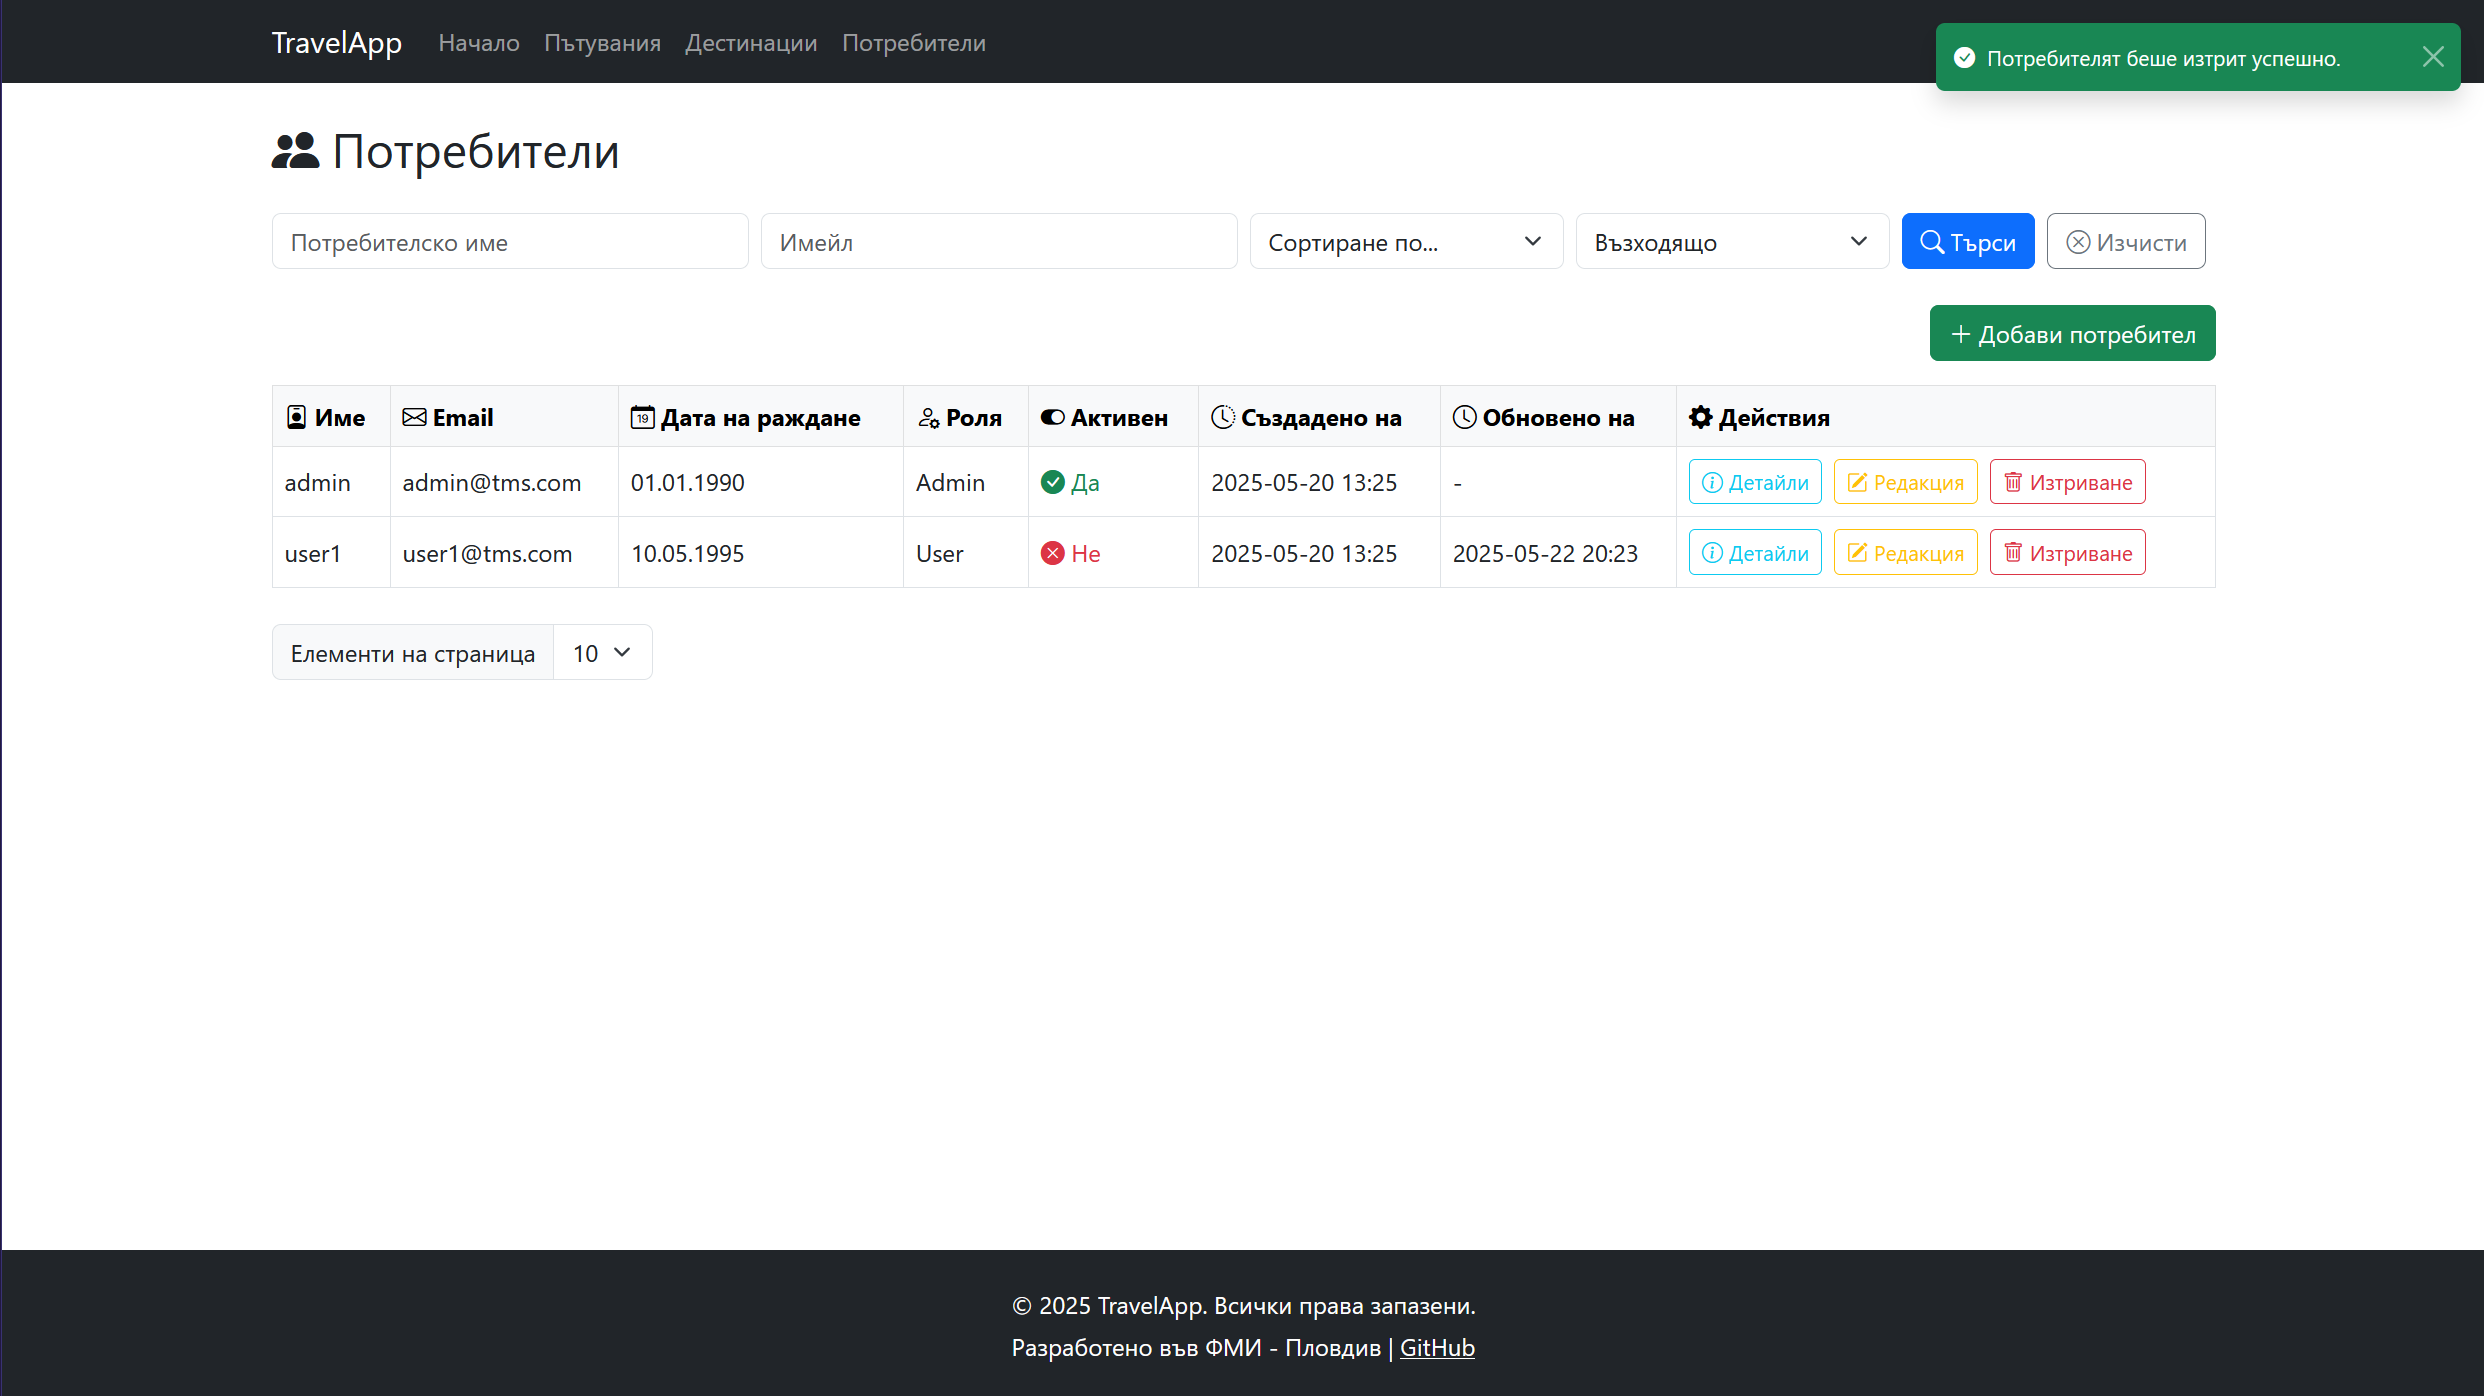 TravelApp Начало Пътувания Дестинации Потребители
Потребителят беше изтрит успешно.
Потребители
Потребителско име Имейл Сортиране по... Възходящо Търси Изчисти
+ Добави потребител
Име Email 19 Дата на раждане Роля Активен Създадено на Обновено на Действия
admin admin@tms.com 01.01.1990 Admin Да 2025-05-20 13:25 - Детайли Редакция Изтриване
user1 user1@tms.com 10.05.1995 User Не 2025-05-20 13:25 2025-05-22 20:23 Детайли Редакция Изтриване
Елементи на страница 10
© 2025 TravelApp. Всички права запазени.
Разработено във ФМИ - Пловдив | GitHub